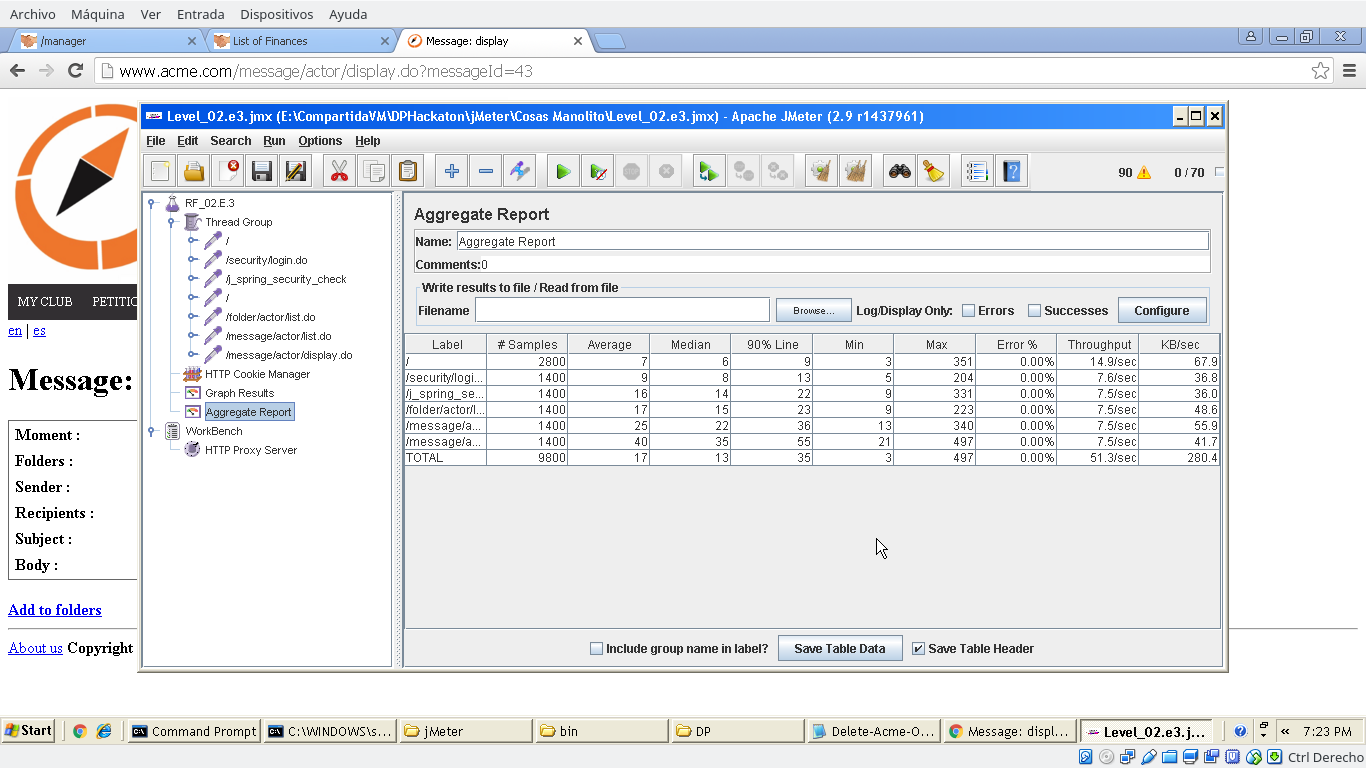 Archivo Máquina Ver Entrada Dispositivos Ayuda
/manager List of Finances Message: display
www.acme.com/message/actor/display.do?messageId=43
MY CLUB PETITIC
en | es
Message:
Moment :
Folders :
Sender :
Recipients :
Subject :
Body :
Add to folders
About us Copyright
Level_02.e3.jmx (E:\CompartidaVM\DPHackaton\jMeter\Cosas Manolito\Level_02.e3.jmx) - Apache JMeter (2.9 r1437961)
File Edit Search Run Options Help
90 0 / 70
RF_02.E.3
Thread Group
/
/security/login.do
/j_spring_security_check
/
/folder/actor/list.do
/message/actor/list.do
/message/actor/display.do
HTTP Cookie Manager
Graph Results
Aggregate Report
WorkBench
HTTP Proxy Server
Aggregate Report
Name: Aggregate Report
Comments:0
Write results to file / Read from file
Filename Browse... Log/Display Only: Errors Successes Configure
Label # Samples Average Median 90% Line Min Max Error % Throughput KB/sec
/ 2800 7 6 9 3 351 0.00% 14.9/sec 67.9
/security/logi... 1400 9 8 13 5 204 0.00% 7.6/sec 36.8
/j_spring_se... 1400 16 14 22 9 331 0.00% 7.5/sec 36.0
/folder/actor/l... 1400 17 15 23 9 223 0.00% 7.5/sec 48.6
/message/a... 1400 25 22 36 13 340 0.00% 7.5/sec 55.9
/message/a... 1400 40 35 55 21 497 0.00% 7.5/sec 41.7
TOTAL 9800 17 13 35 3 497 0.00% 51.3/sec 280.4
Include group name in label? Save Table Data Save Table Header
Start Command Prompt C:\WINDOWS\s... jMeter bin DP Delete-Acme-O... Message: displ... Level_02.e3.j... « 7:23 PM
Ctrl Derecho